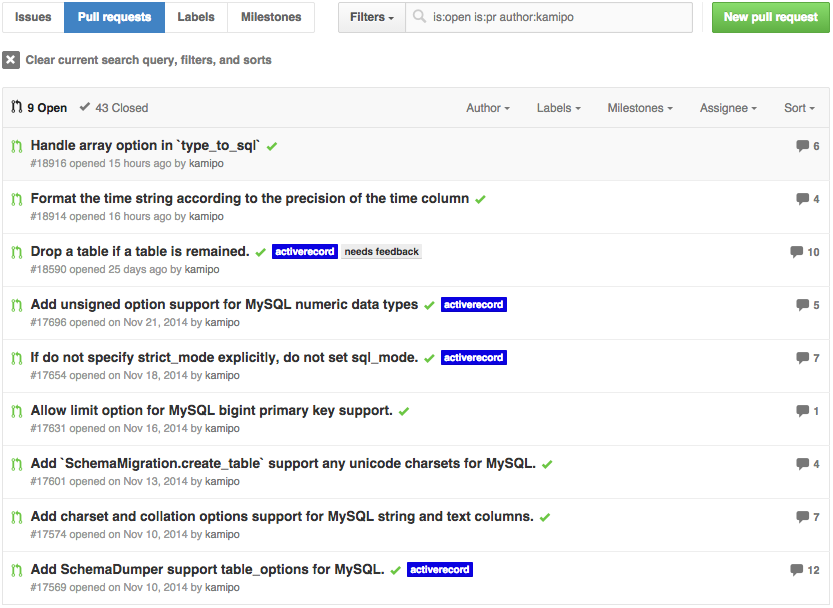 Issues Pull requests Labels Milestones Filters is:open is:pr author:kamipo New pull request
Clear current search query, filters, and sorts
9 Open 43 Closed Author Labels Milestones Assignee Sort
Handle array option in `type_to_sql` 6
#18916 opened 15 hours ago by kamipo
Format the time string according to the precision of the time column 4
#18914 opened 16 hours ago by kamipo
Drop a table if a table is remained. activerecord needs feedback 10
#18590 opened 25 days ago by kamipo
Add unsigned option support for MySQL numeric data types activerecord 5
#17696 opened on Nov 21, 2014 by kamipo
If do not specify strict_mode explicitly, do not set sql_mode. activerecord 7
#17654 opened on Nov 18, 2014 by kamipo
Allow limit option for MySQL bigint primary key support. 1
#17631 opened on Nov 16, 2014 by kamipo
Add `SchemaMigration.create_table` support any unicode charsets for MySQL. 4
#17601 opened on Nov 13, 2014 by kamipo
Add charset and collation options support for MySQL string and text columns. 7
#17574 opened on Nov 10, 2014 by kamipo
Add SchemaDumper support table_options for MySQL. activerecord 12
#17569 opened on Nov 10, 2014 by kamipo